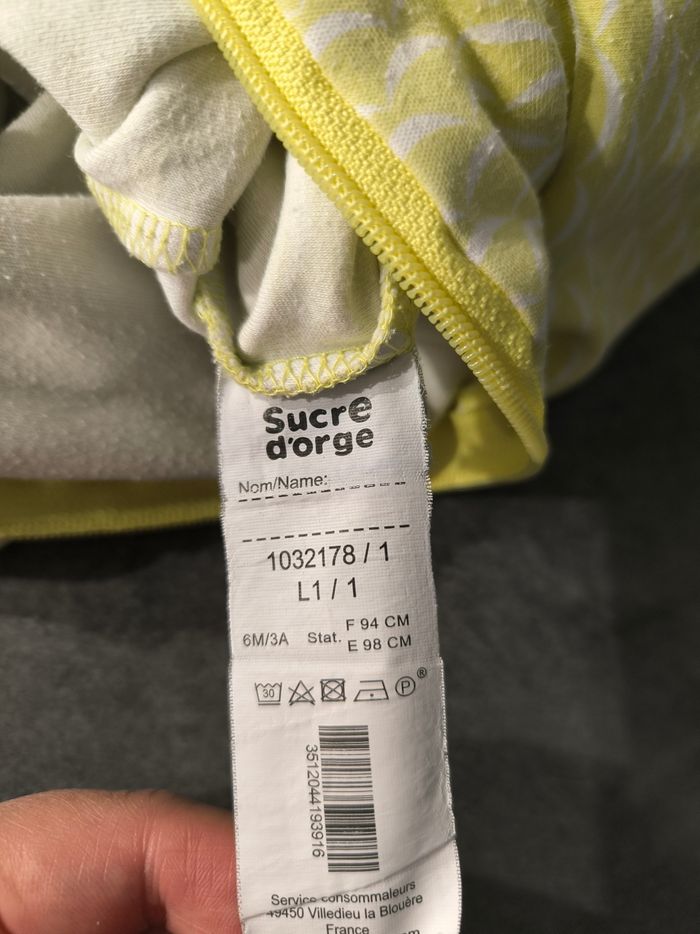 Sucre
d'orge
Nom/Name:
1032178 / 1
L1 / 1
6M/3A Stat. F 94 CM
E 98 CM
30 P ®
3512044193916
Service consommateurs
49450 Villedieu la Blouère
France